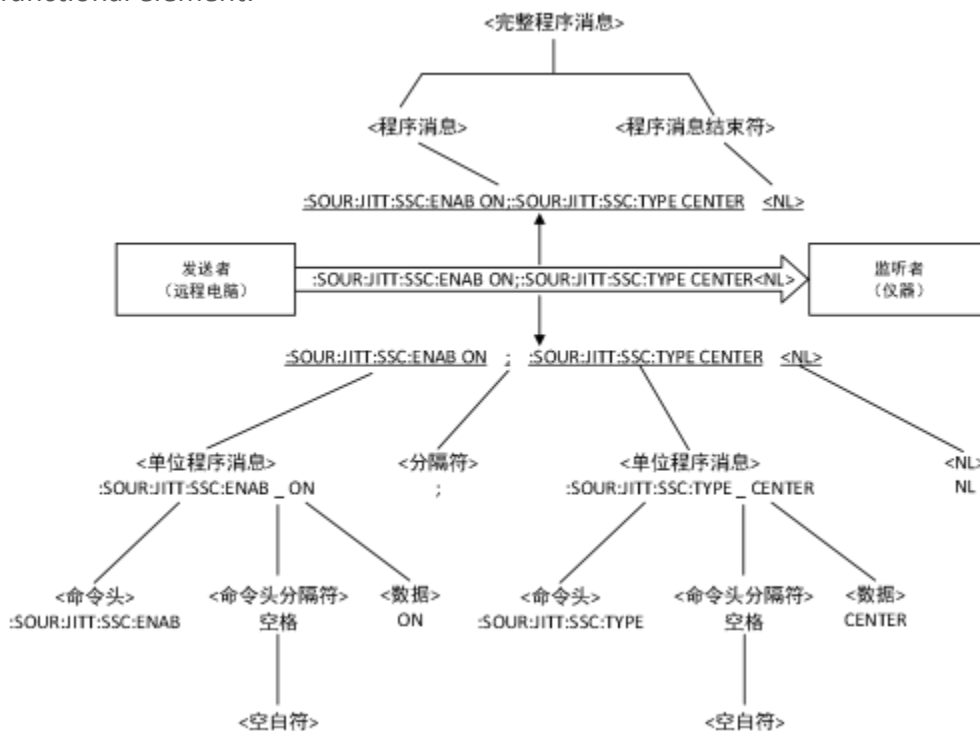 functional element.
<完整程序消息>
<程序消息> <程序消息结束符>
:SOUR:JITT:SSC:ENAB ON;:SOUR:JITT:SSC:TYPE CENTER <NL>
发送者
（远程电脑）
:SOUR:JITT:SSC:ENAB ON;:SOUR:JITT:SSC:TYPE CENTER<NL>
监听者
（仪器）
:SOUR:JITT:SSC:ENAB ON ; :SOUR:JITT:SSC:TYPE CENTER <NL>
<单位程序消息> <分隔符> <单位程序消息> <NL>
:SOUR:JITT:SSC:ENAB _ ON ; :SOUR:JITT:SSC:TYPE _ CENTER NL
<命令头> <命令头分隔符> <数据> <命令头> <命令头分隔符> <数据>
:SOUR:JITT:SSC:ENAB 空格 ON :SOUR:JITT:SSC:TYPE 空格 CENTER
<空白符> <空白符>